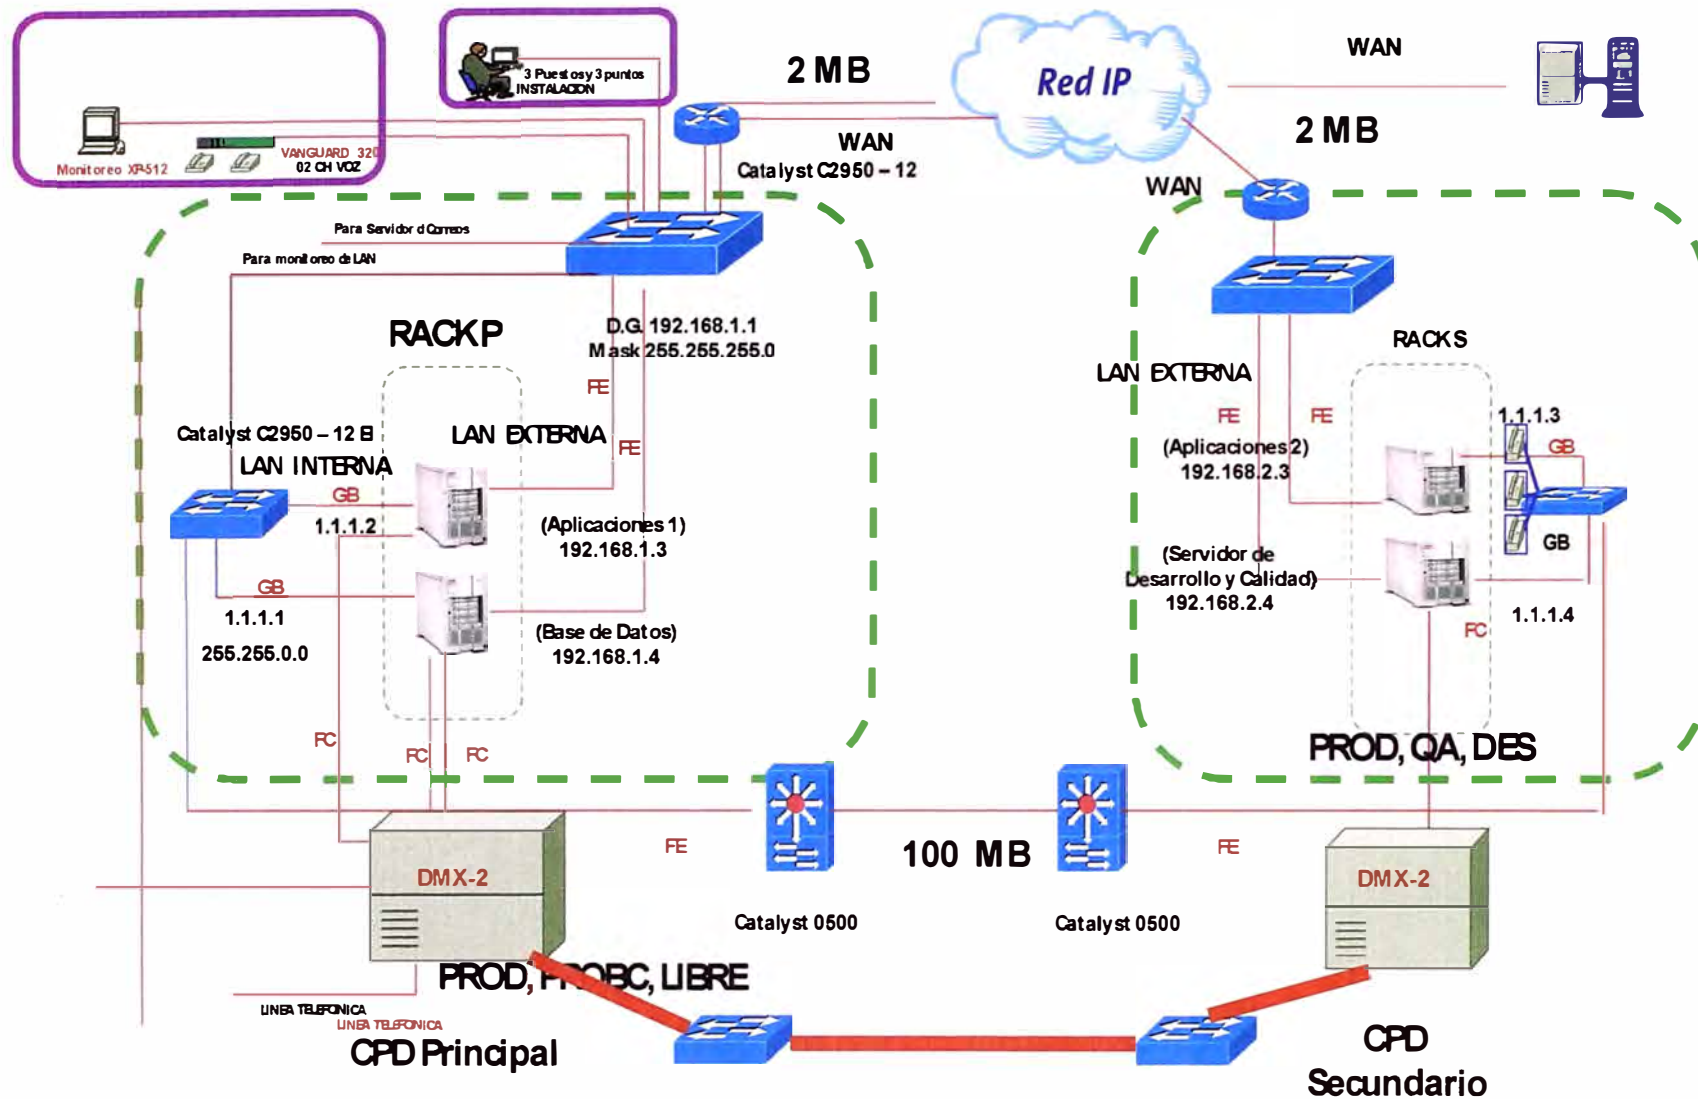 3 Puestos y 3 puntos
INSTALACION
Monitoreo XP-512
VANGUARD 320
02 CH VOZ
2 MB
WAN
Catalyst C2950 – 12
Red IP
WAN
2 MB
WAN
Para Servidor d Correos
Para monitoreo de LAN
RACK P
D.G. 192.168.1.1
Mask 255.255.255.0
FE
LAN EXTERNA
FE
Catalyst C2950 – 12 EI
LAN INTERNA
GB
1.1.1.2
(Aplicaciones 1)
192.168.1.3
GB
1.1.1.1
255.255.0.0
(Base de Datos)
192.168.1.4
FC
FC
FC
RACK S
LAN EXTERNA
FE
FE
1.1.1.3
GB
(Aplicaciones 2)
192.168.2.3
GB
(Servidor de
Desarrollo y Calidad)
192.168.2.4
FC
1.1.1.4
PROD, QA, DES
FE
100 MB
FE
DMX-2
DMX-2
Catalyst 0500
Catalyst 0500
PROD, PROBC, LIBRE
LINEA TELEFONICA
LINEA TELEFONICA
CPD Principal
CPD
Secundario